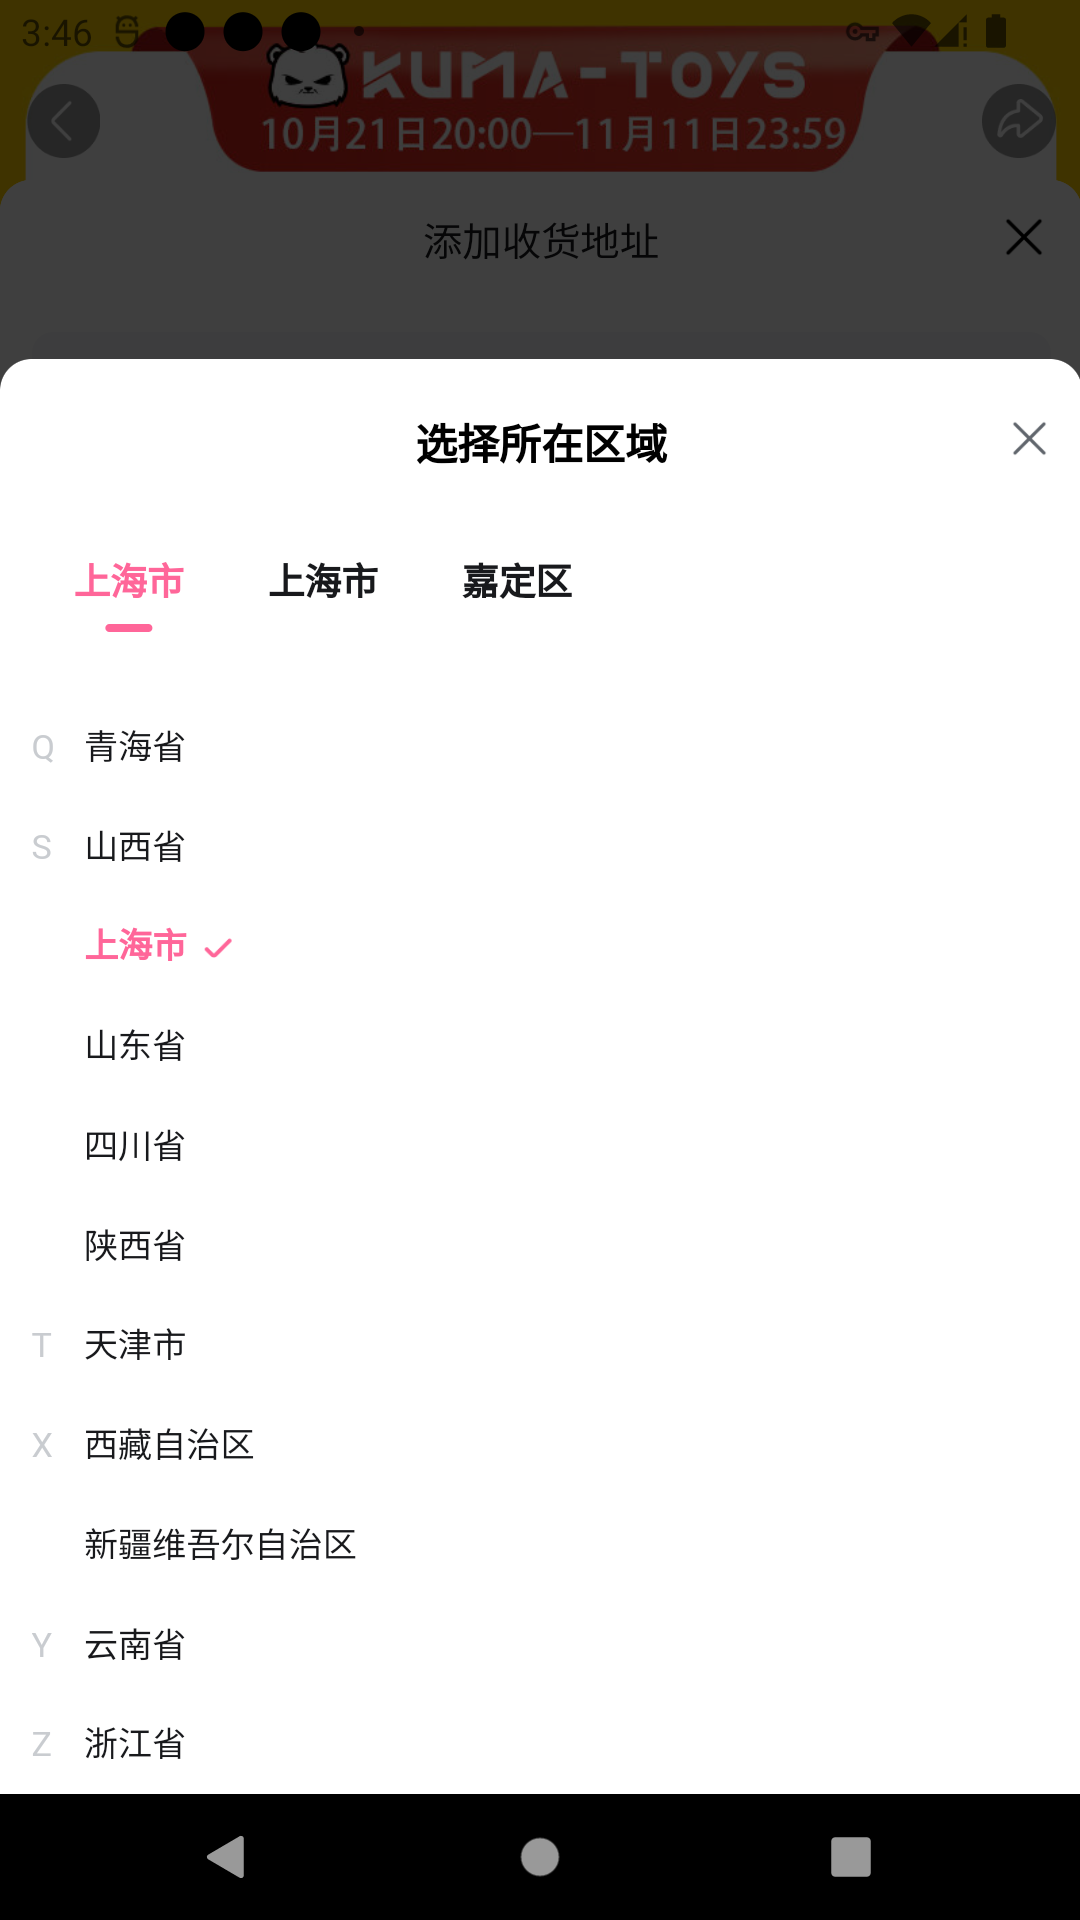 3:46
KUMA-TOYS
10月21日20:00—11月11日23:59
添加收货地址
选择所在区域
上海市 上海市 嘉定区
Q 青海省
S 山西省
上海市
山东省
四川省
陕西省
T 天津市
X 西藏自治区
新疆维吾尔自治区
Y 云南省
Z 浙江省